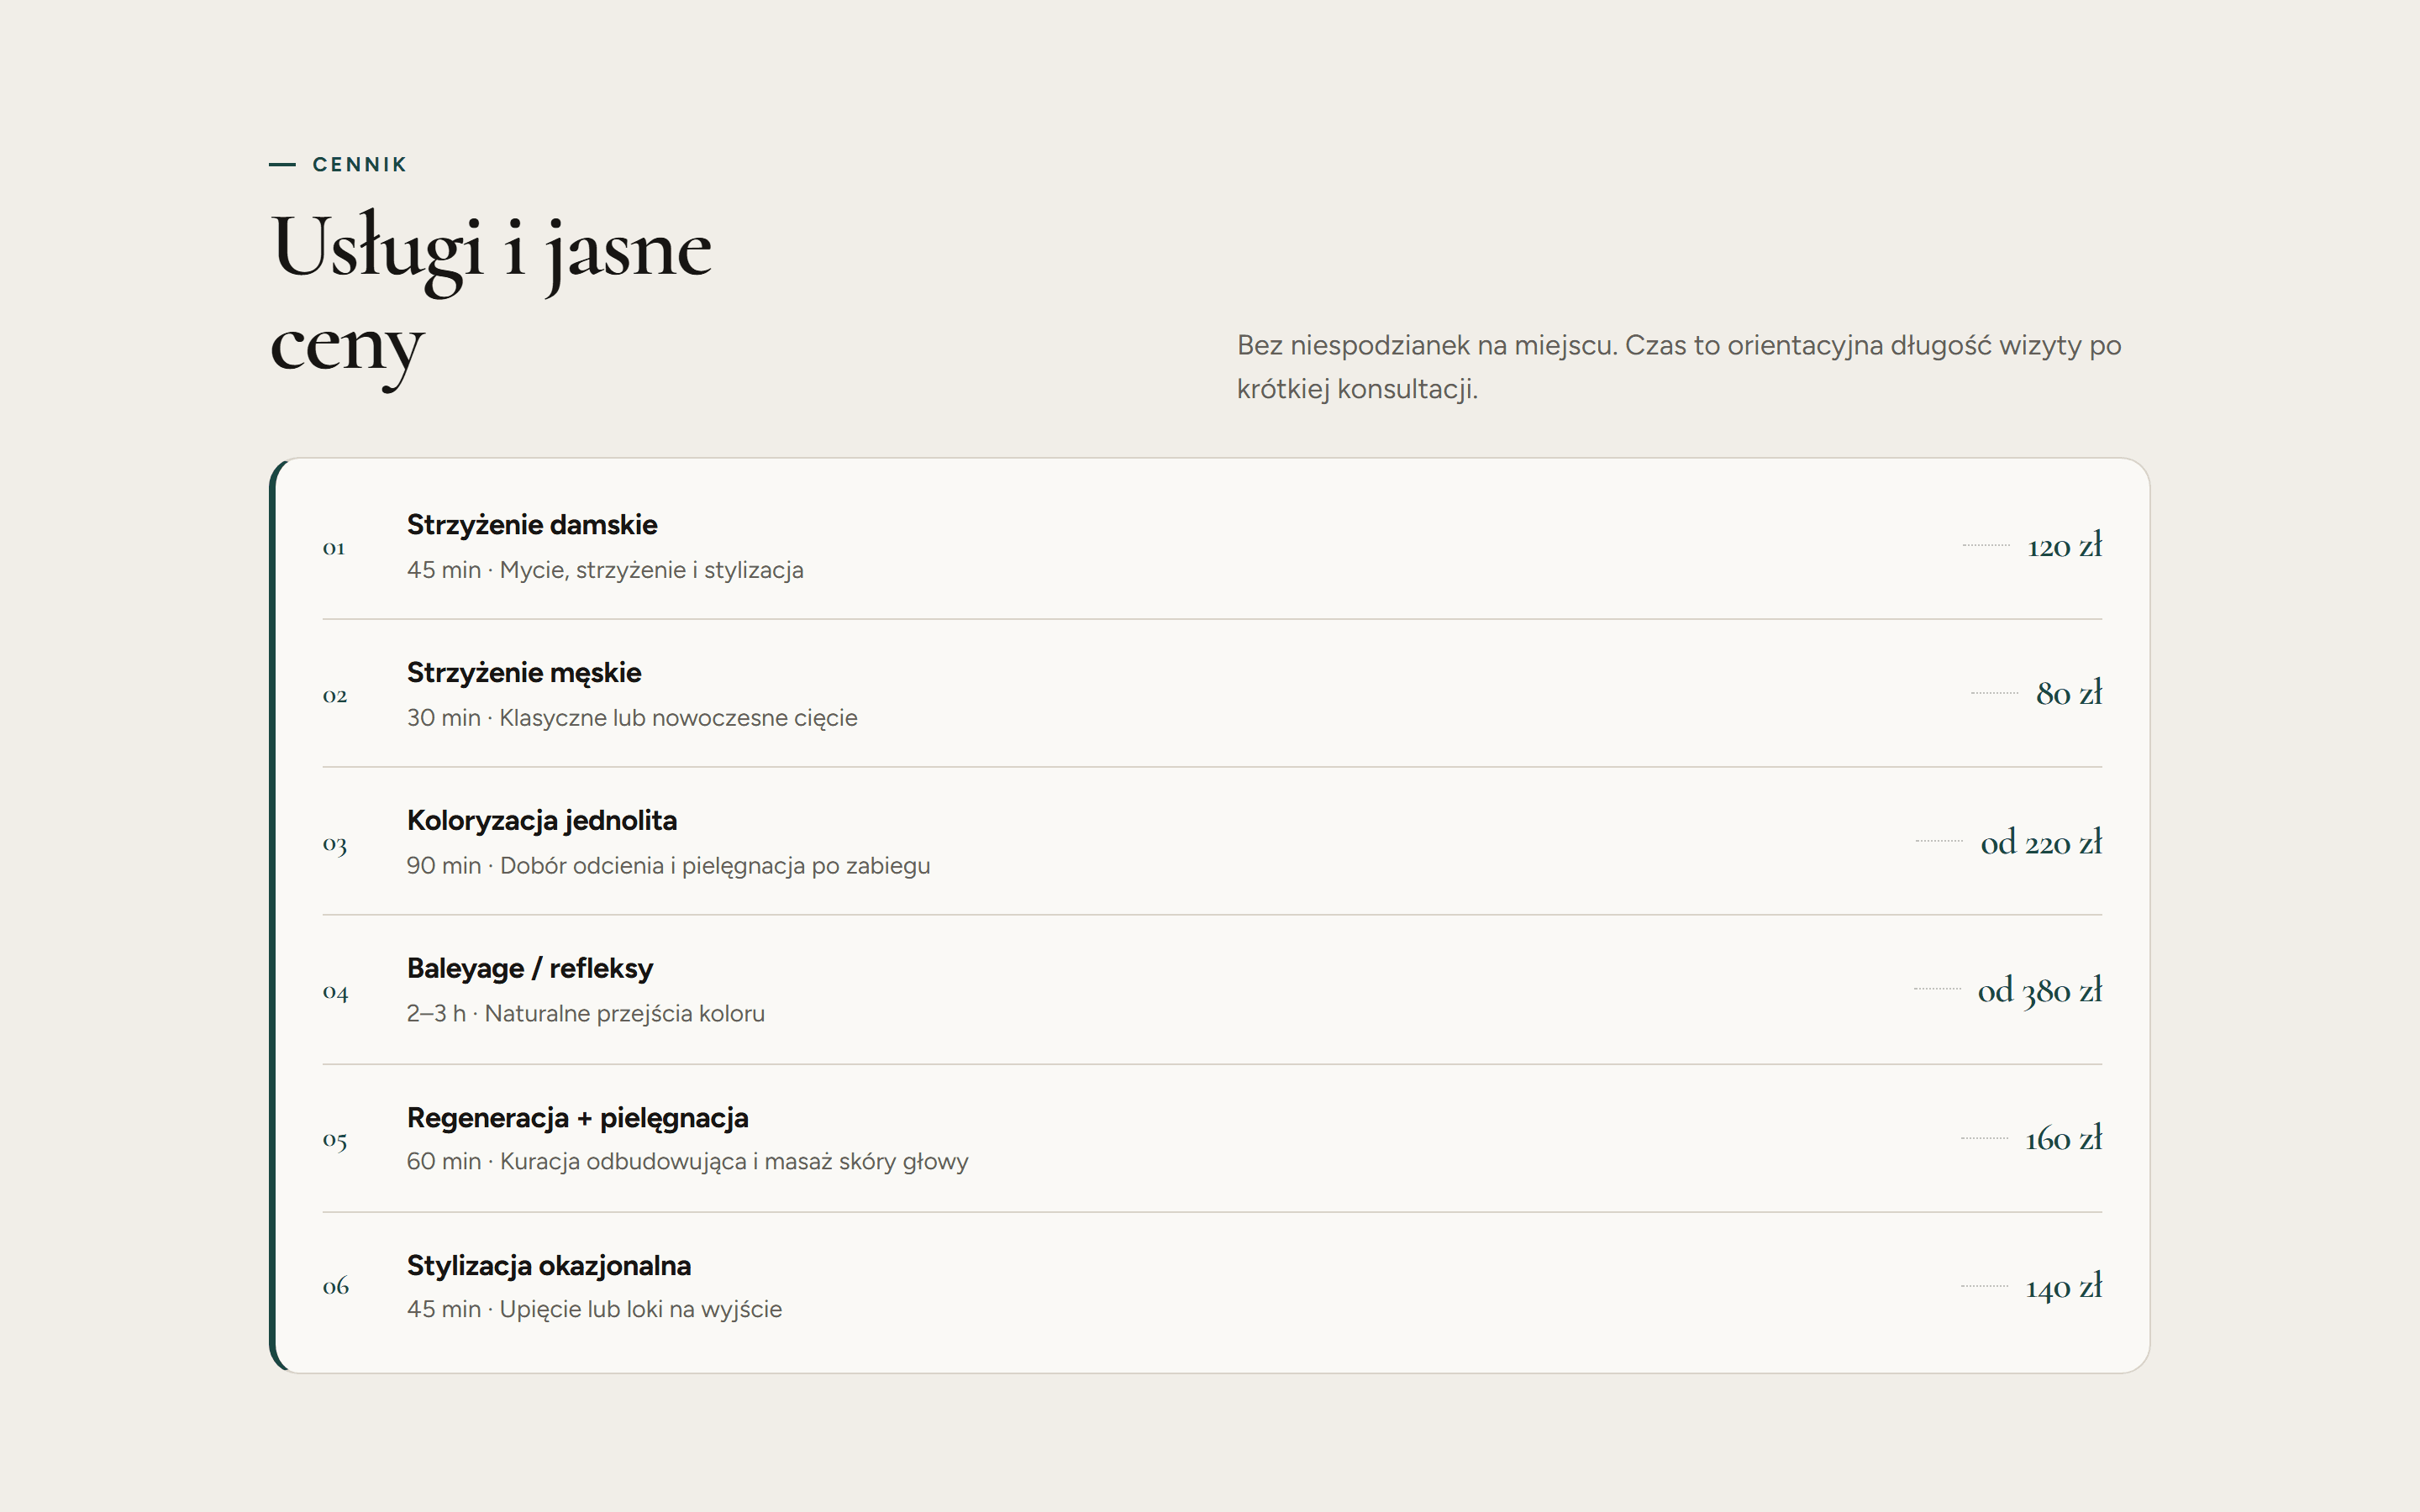 CENNIK
Usługi i jasne
ceny
Bez niespodzianek na miejscu. Czas to orientacyjna długość wizyty po
krótkiej konsultacji.
01
Strzyżenie damskie
45 min · Mycie, strzyżenie i stylizacja
120 zł
02
Strzyżenie męskie
30 min · Klasyczne lub nowoczesne cięcie
80 zł
03
Koloryzacja jednolita
90 min · Dobór odcienia i pielęgnacja po zabiegu
od 220 zł
04
Baleyage / refleksy
2–3 h · Naturalne przejścia koloru
od 380 zł
05
Regeneracja + pielęgnacja
60 min · Kuracja odbudowująca i masaż skóry głowy
160 zł
06
Stylizacja okazjonalna
45 min · Upięcie lub loki na wyjście
140 zł